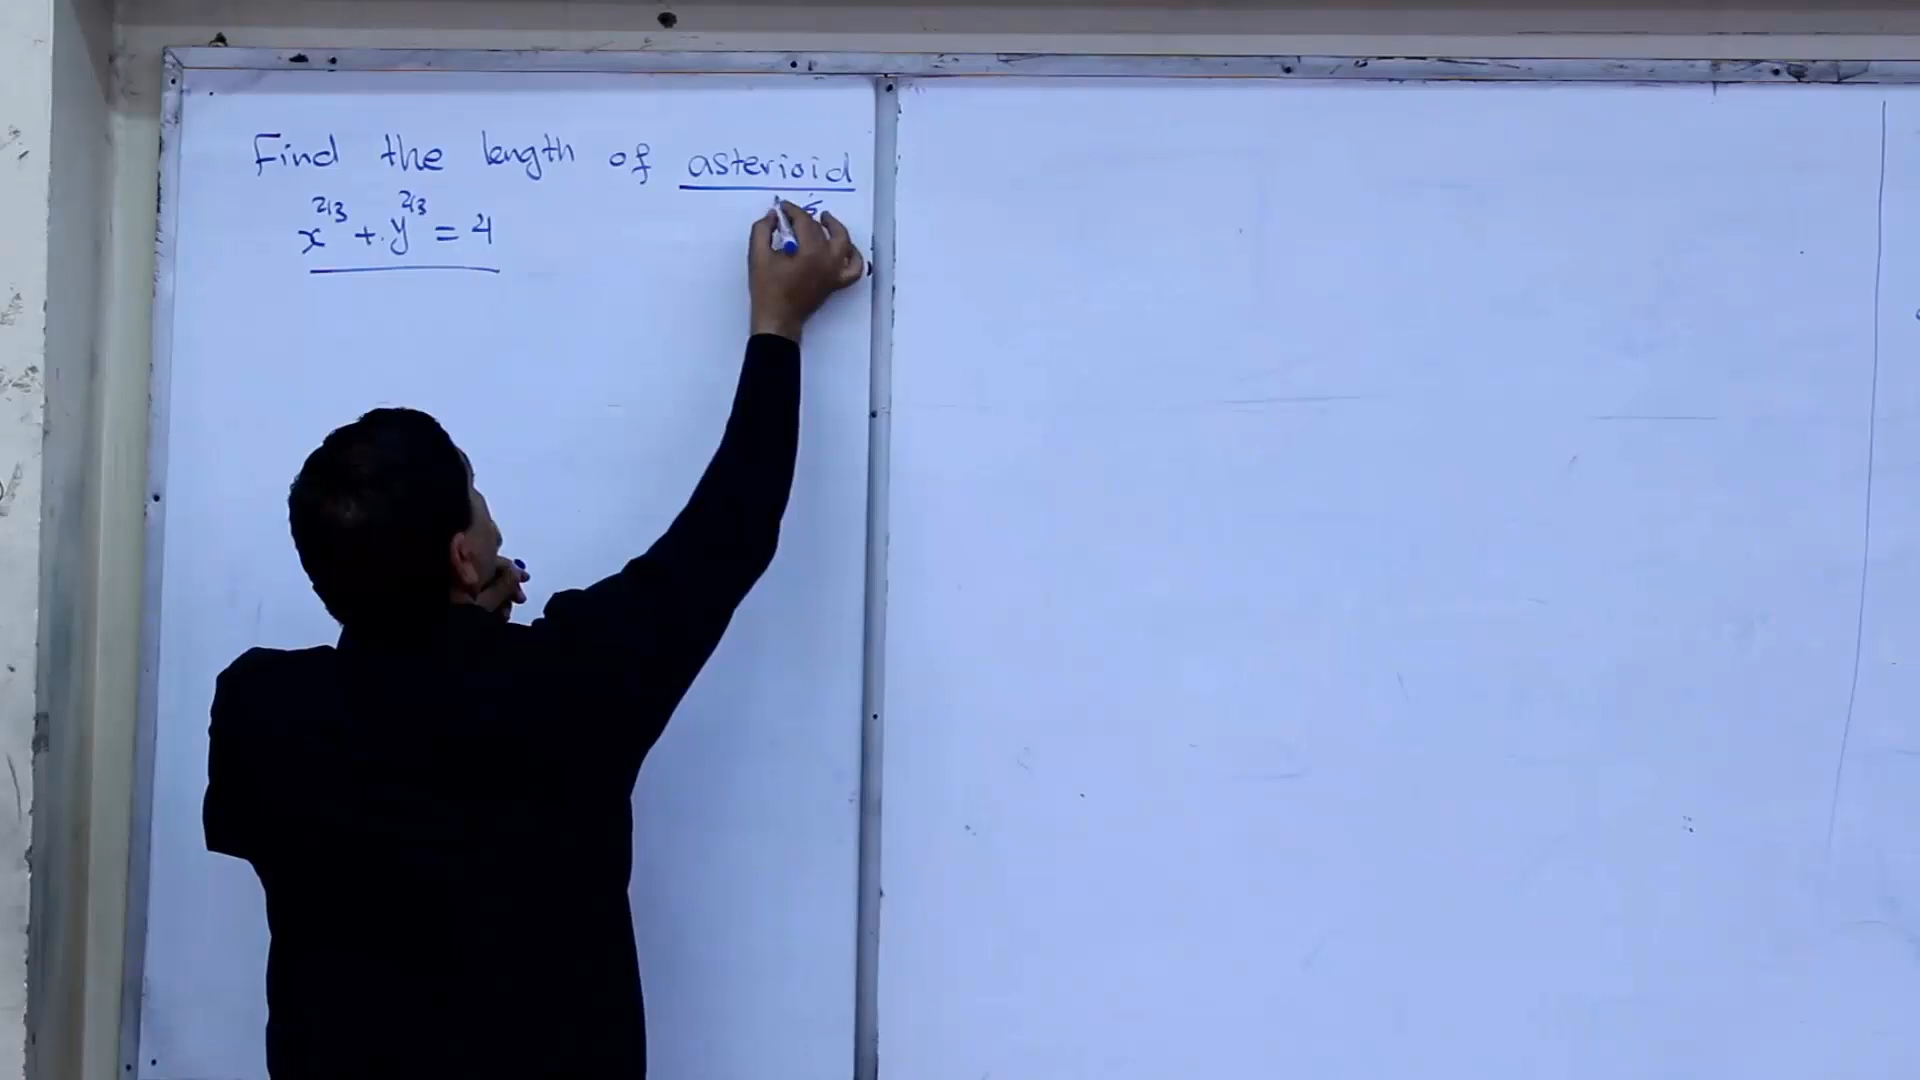 Find the length of asterioid
x^{2/3} + y^{2/3} = 4